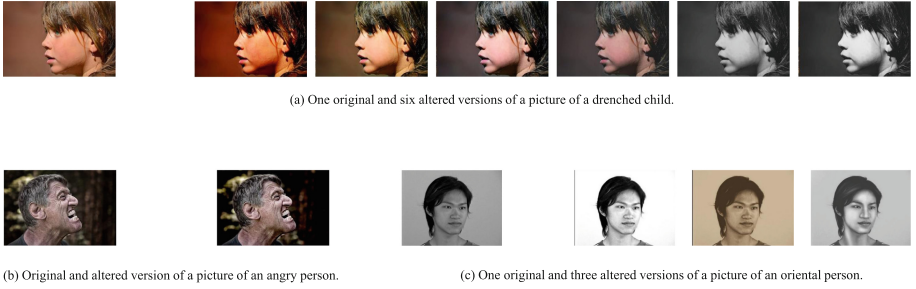 (a) One original and six altered versions of a picture of a drenched child.
(b) Original and altered version of a picture of an angry person.
(c) One original and three altered versions of a picture of an oriental person.